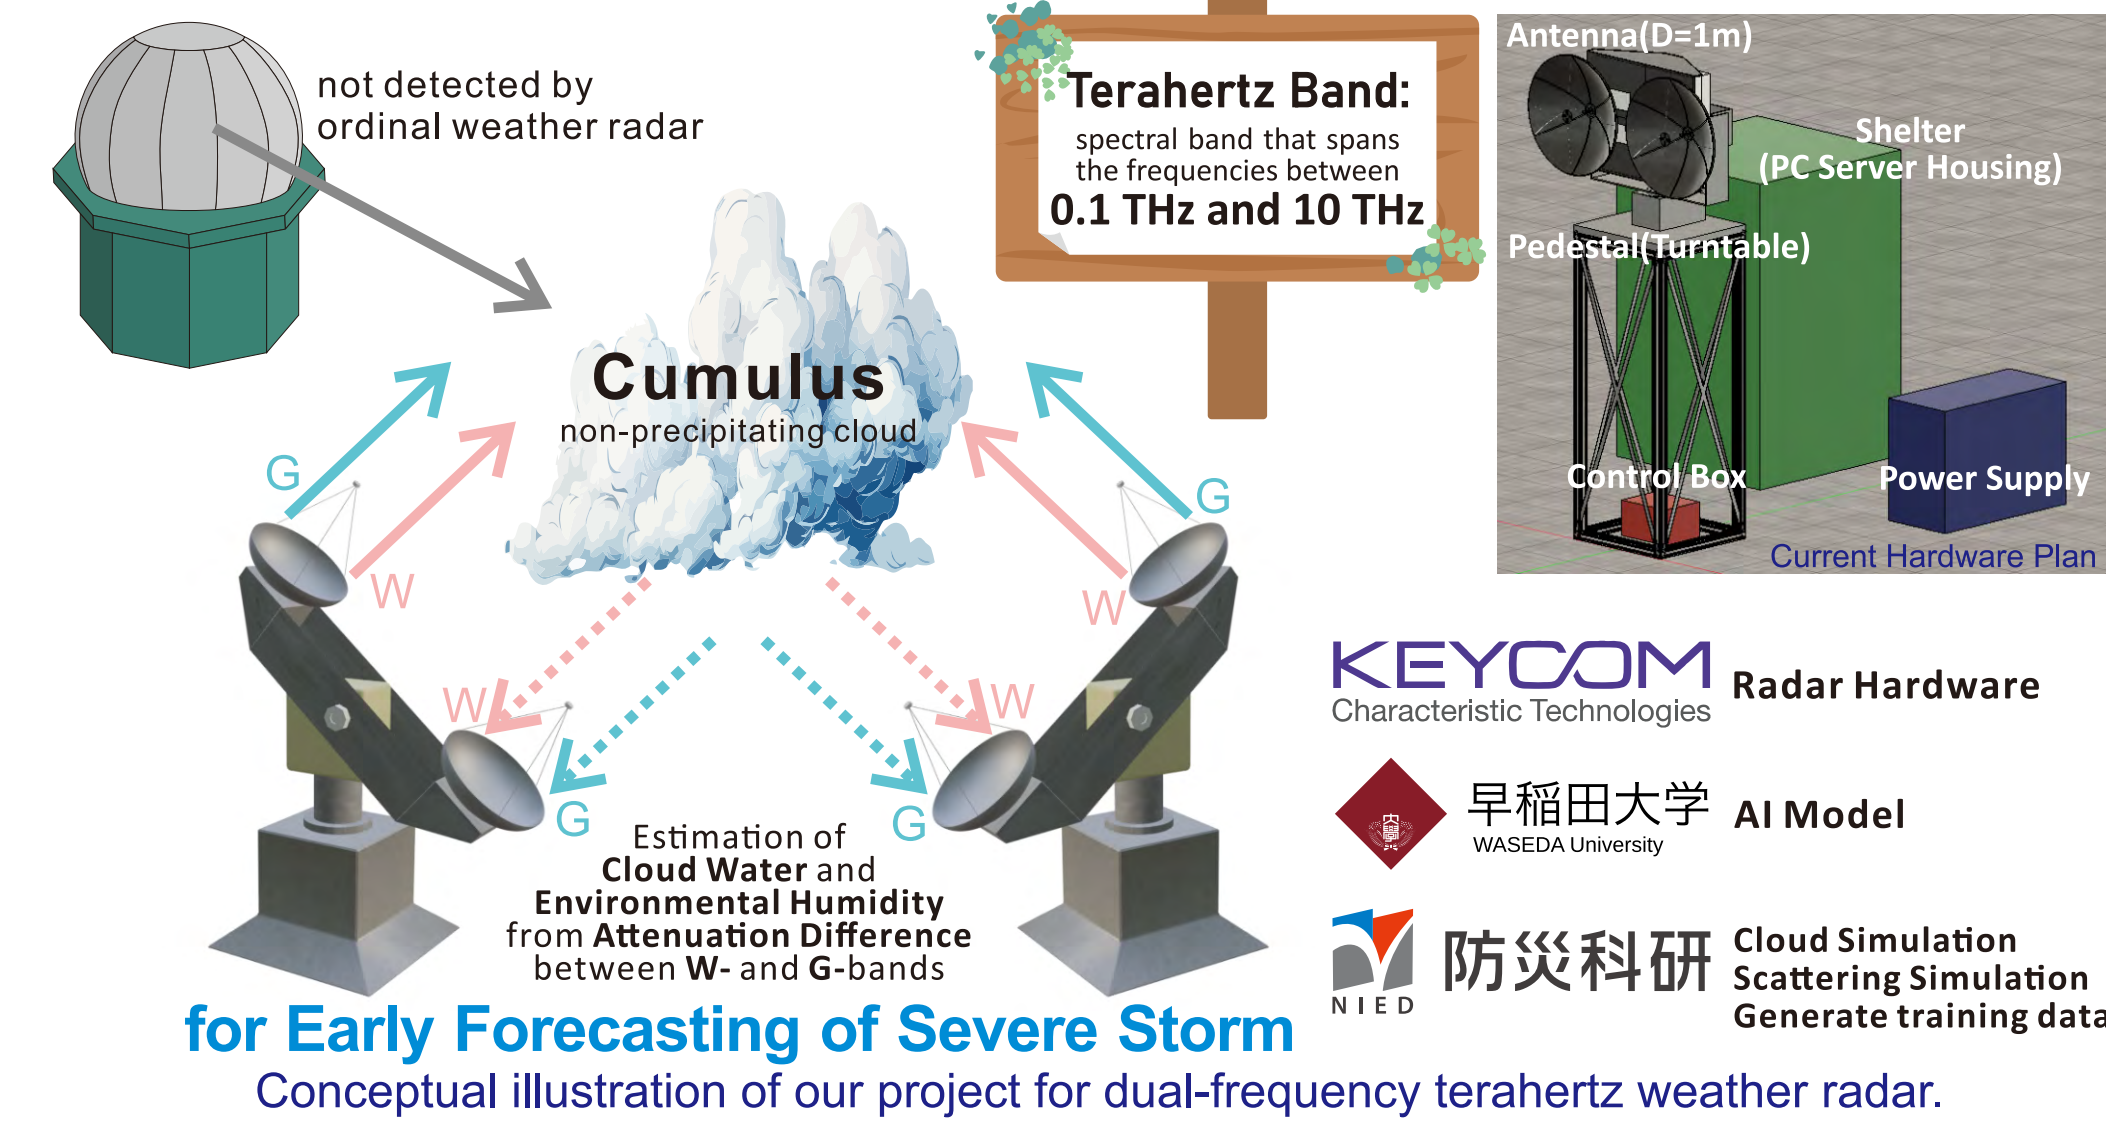 not detected by
ordinal weather radar
Terahertz Band:
spectral band that spans
the frequencies between
0.1 THz and 10 THz
Antenna(D=1m)
Shelter
(PC Server Housing)
Pedestal(Turntable)
Control Box
Power Supply
Current Hardware Plan
Cumulus
non-precipitating cloud
G
W
G
W
W
G
W
G
Estimation of
Cloud Water and
Environmental Humidity
from Attenuation Difference
between W- and G-bands
KEYCOM
Characteristic Technologies
Radar Hardware
早稲田大学
WASEDA University
AI Model
NIED
防災科研
Cloud Simulation
Scattering Simulation
Generate training data
for Early Forecasting of Severe Storm
Conceptual illustration of our project for dual-frequency terahertz weather radar.